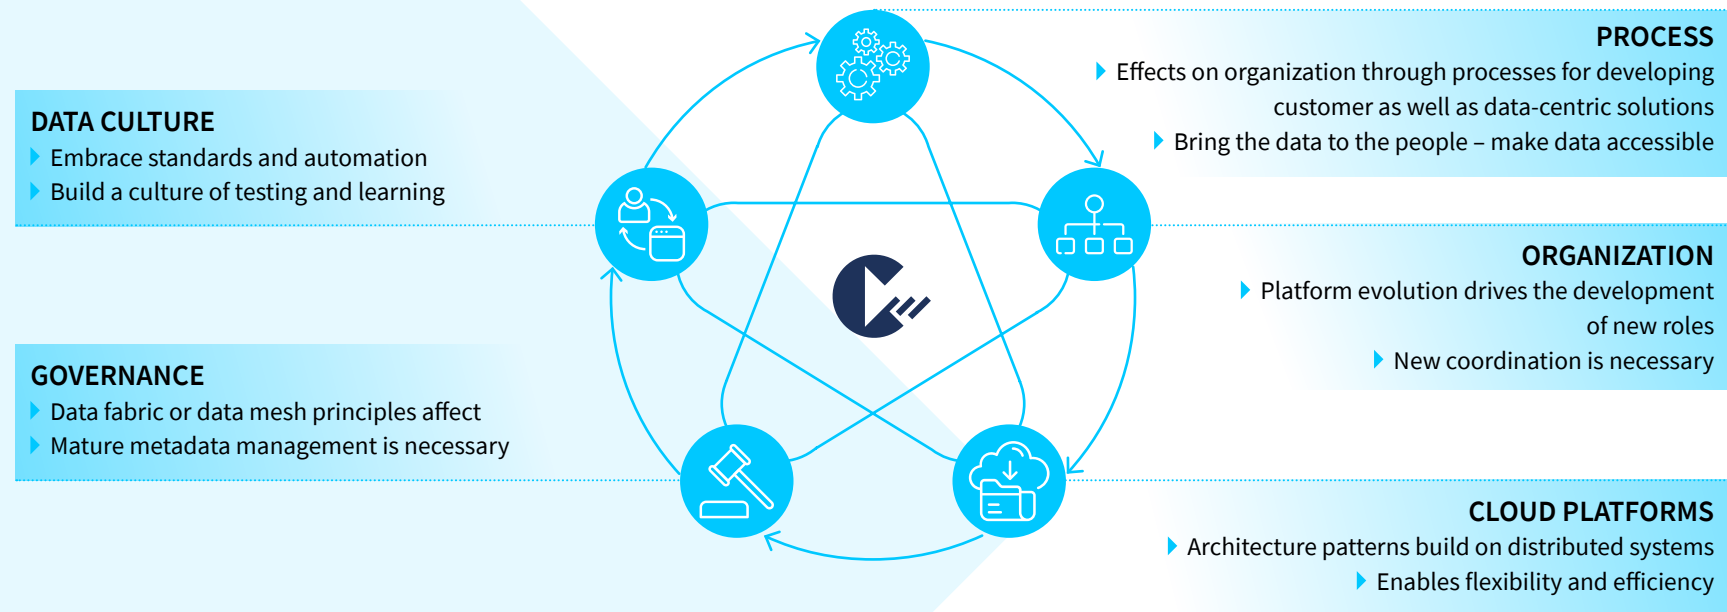 DATA CULTURE
Embrace standards and automation
Build a culture of testing and learning
GOVERNANCE
Data fabric or data mesh principles affect
Mature metadata management is necessary
PROCESS
Effects on organization through processes for developing
customer as well as data-centric solutions
Bring the data to the people – make data accessible
ORGANIZATION
Platform evolution drives the development
of new roles
New coordination is necessary
CLOUD PLATFORMS
Architecture patterns build on distributed systems
Enables flexibility and efficiency